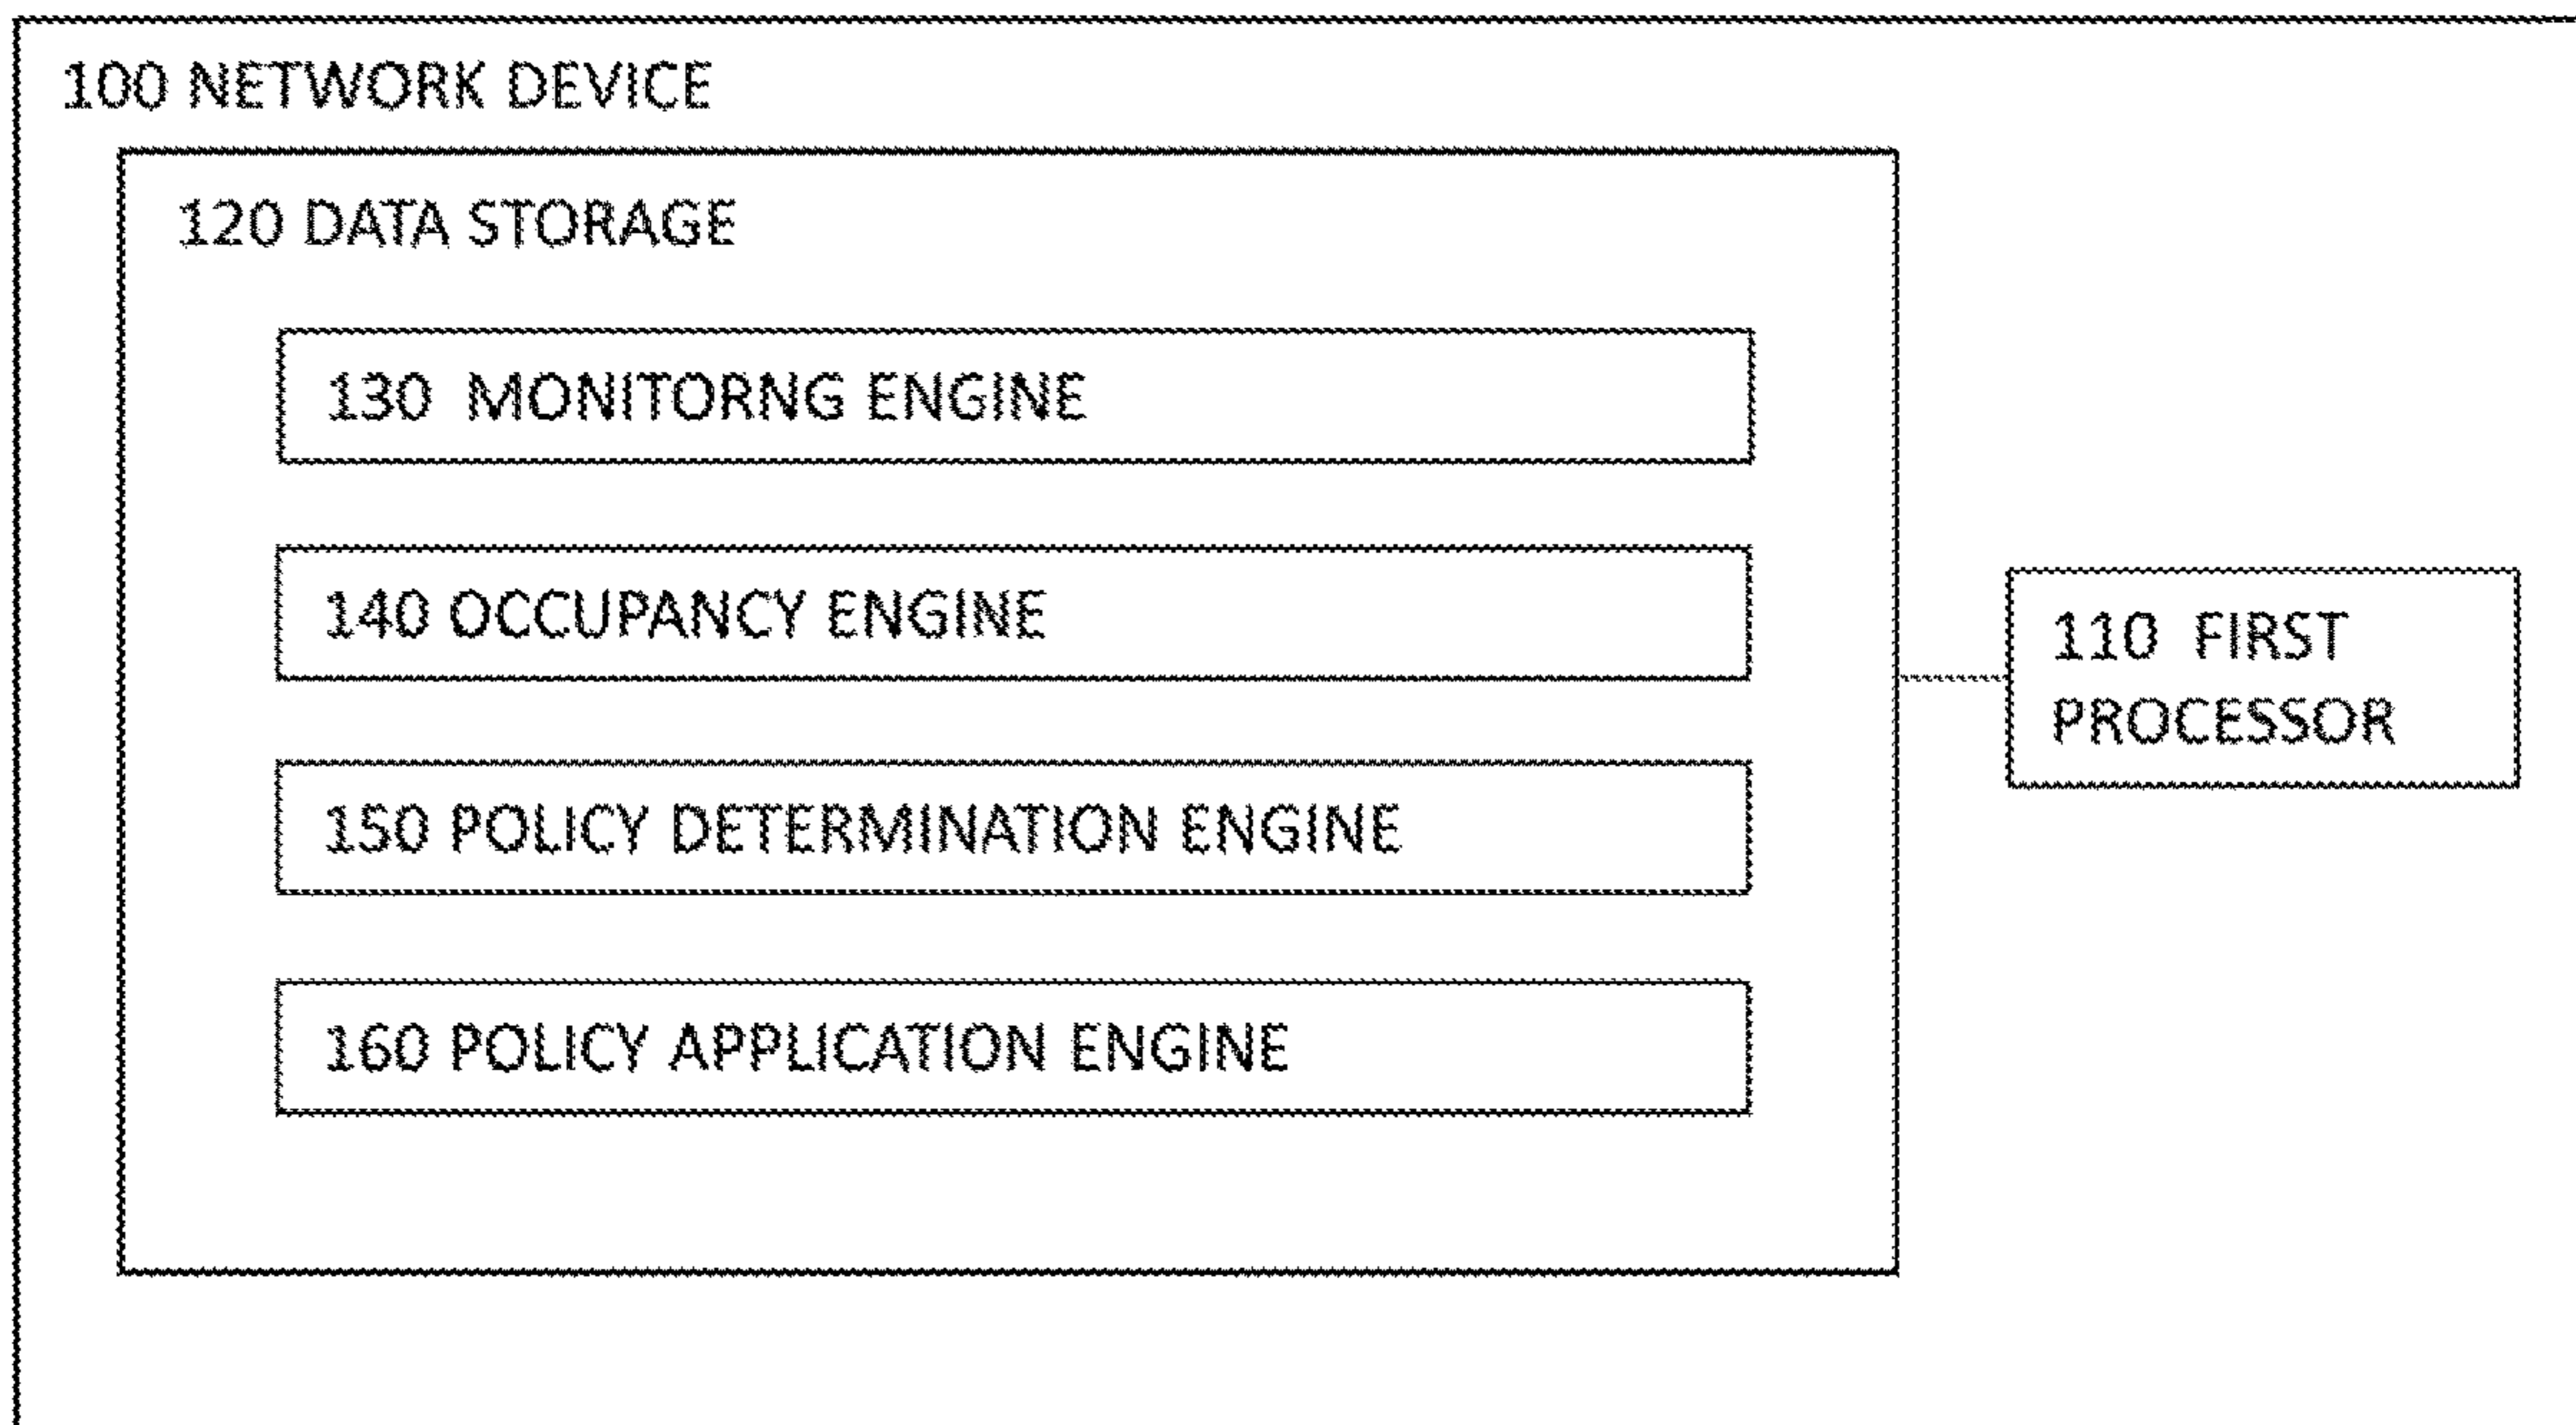 100 NETWORK DEVICE
120 DATA STORAGE
130 MONITORNG ENGINE
140 OCCUPANCY ENGINE
150 POLICY DETERMINATION ENGINE
160 POLICY APPLICATION ENGINE
110 FIRST
PROCESSOR